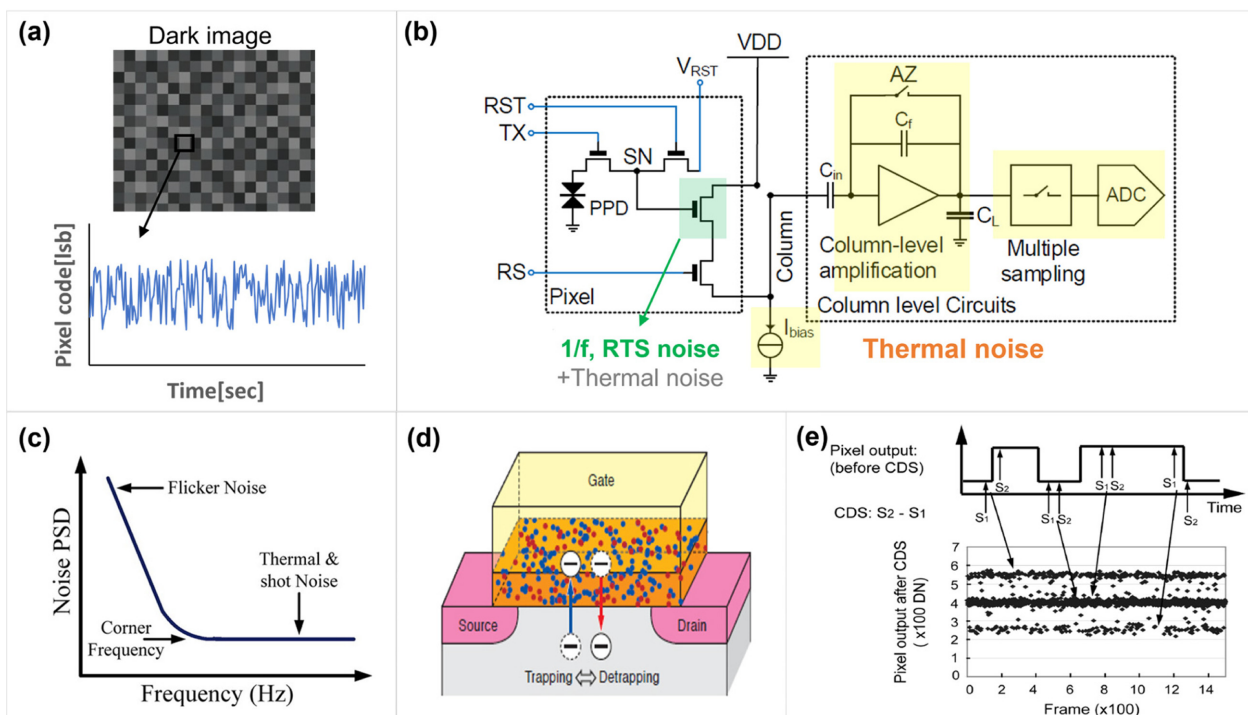 (a)
Dark image
Pixel code[lsb]
Time[sec]
(b)
VDD
VRST
RST
TX
SN
PPD
RS
Pixel
Column
1/f, RTS noise
+Thermal noise
Ibias
AZ
Cf
Cin
CL
ADC
Column-level
amplification
Multiple
sampling
Column level Circuits
Thermal noise
(c)
Noise PSD
Flicker Noise
Thermal &
shot Noise
Corner
Frequency
Frequency (Hz)
(d)
Gate
Source
Drain
Trapping
Detrapping
(e)
Pixel output:
(before CDS)
S1
S2
S1
S2
S1
S2
S1
S2
Time
CDS: S2 - S1
Pixel output after CDS
(x100 DN)
7
6
5
4
3
2
1
0
0 2 4 6 8 10 12 14
Frame (x100)